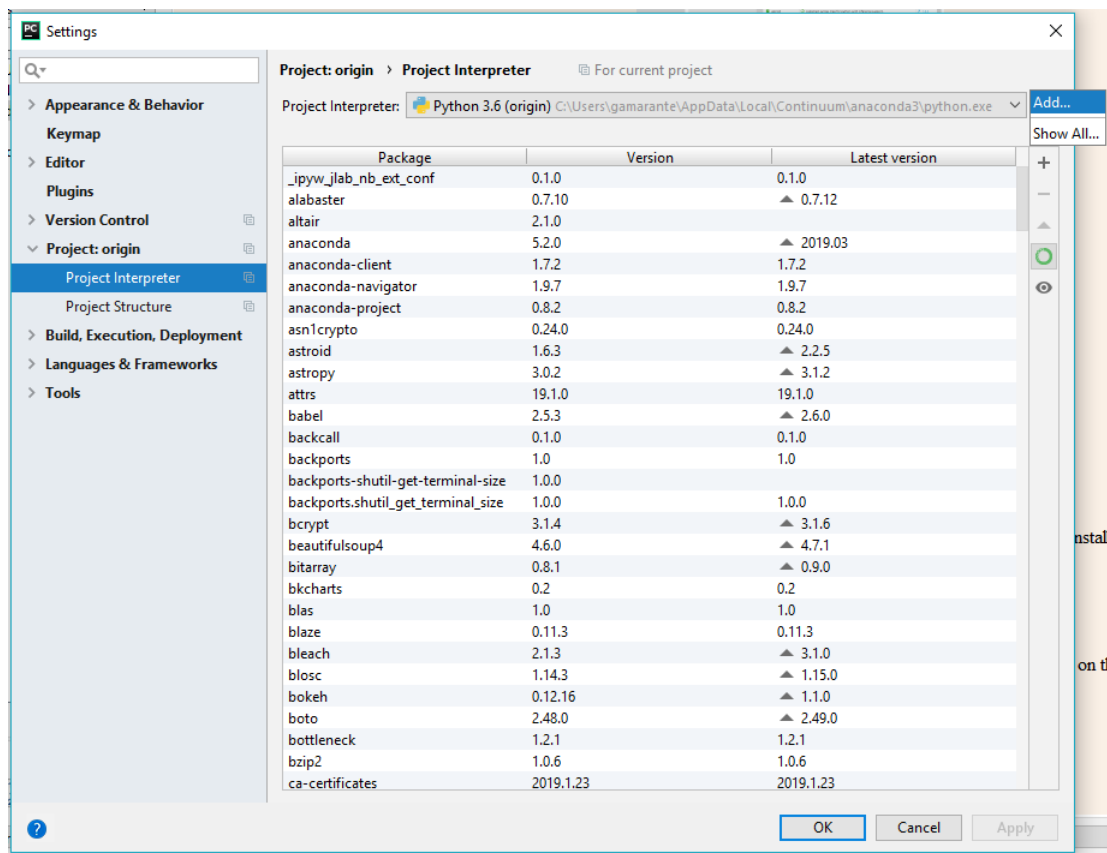 PC Settings
Project: origin > Project Interpreter For current project
Project Interpreter: Python 3.6 (origin) C:\Users\gamarante\AppData\Local\Continuum\anaconda3\python.exe
Add...
Show All...
Appearance & Behavior
Keymap
Editor
Plugins
Version Control
Project: origin
Project Interpreter
Project Structure
Build, Execution, Deployment
Languages & Frameworks
Tools
Package Version Latest version
_ipyw_jlab_nb_ext_conf 0.1.0 0.1.0
alabaster 0.7.10 0.7.12
altair 2.1.0
anaconda 5.2.0 2019.03
anaconda-client 1.7.2 1.7.2
anaconda-navigator 1.9.7 1.9.7
anaconda-project 0.8.2 0.8.2
asn1crypto 0.24.0 0.24.0
astroid 1.6.3 2.2.5
astropy 3.0.2 3.1.2
attrs 19.1.0 19.1.0
babel 2.5.3 2.6.0
backcall 0.1.0 0.1.0
backports 1.0 1.0
backports-shutil-get-terminal-size 1.0.0
backports.shutil_get_terminal_size 1.0.0 1.0.0
bcrypt 3.1.4 3.1.6
beautifulsoup4 4.6.0 4.7.1
bitarray 0.8.1 0.9.0
bkcharts 0.2 0.2
blas 1.0 1.0
blaze 0.11.3 0.11.3
bleach 2.1.3 3.1.0
blosc 1.14.3 1.15.0
bokeh 0.12.16 1.1.0
boto 2.48.0 2.49.0
bottleneck 1.2.1 1.2.1
bzip2 1.0.6 1.0.6
ca-certificates 2019.1.23 2019.1.23
nstal
on t
? OK Cancel Apply